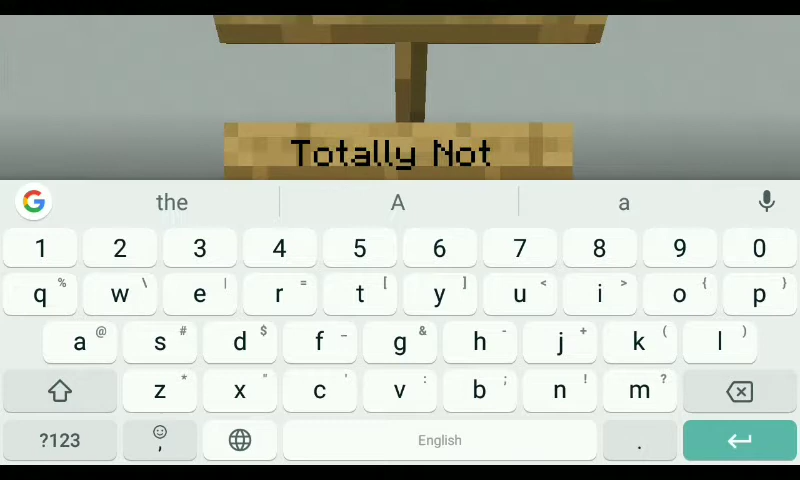 Totally Not
the A a
1 2 3 4 5 6 7 8 9 0
q % w \ e | r = t [ y ] u < i > o { p }
a @ s # d $ f _ g & h - j + k ( l )
z * x " c ' v : b ; n ! m ?
?123 , English .